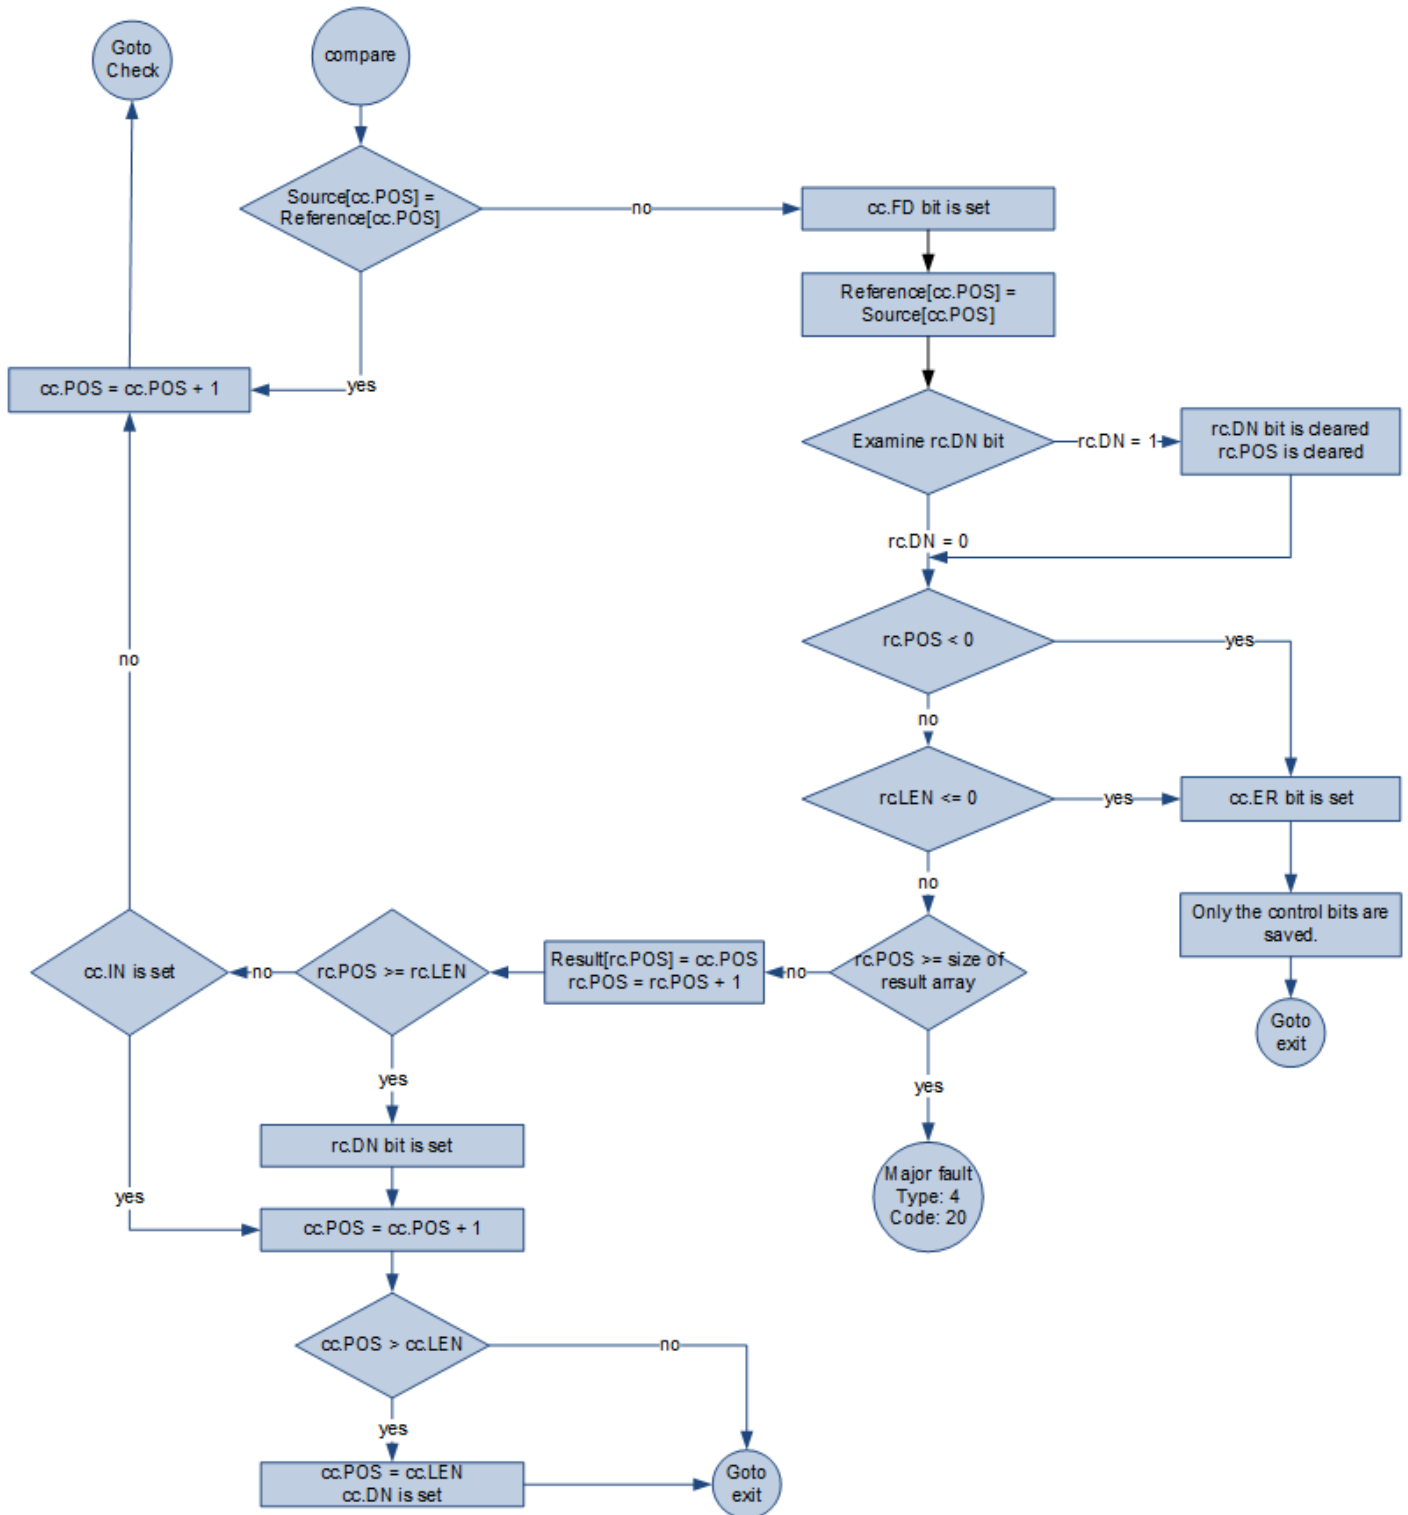 Goto
Check
compare
Source[cc.POS] =
Reference[cc.POS]
no
cc.FD bit is set
Reference[cc.POS] =
Source[cc.POS]
cc.POS = cc.POS + 1
yes
Examine rc.DN bit
rc.DN = 1
rc.DN bit is cleared
rc.POS is cleared
rc.DN = 0
rc.POS < 0
yes
no
no
rc.LEN <= 0
yes
cc.ER bit is set
no
Only the control bits are
saved.
cc.IN is set
no
rc.POS >= rc.LEN
Result[rc.POS] = cc.POS
rc.POS = rc.POS + 1
no
rc.POS >= size of
result array
Goto
exit
yes
yes
rc.DN bit is set
Major fault
Type: 4
Code: 20
yes
cc.POS = cc.POS + 1
cc.POS > cc.LEN
no
yes
cc.POS = cc.LEN
cc.DN is set
Goto
exit